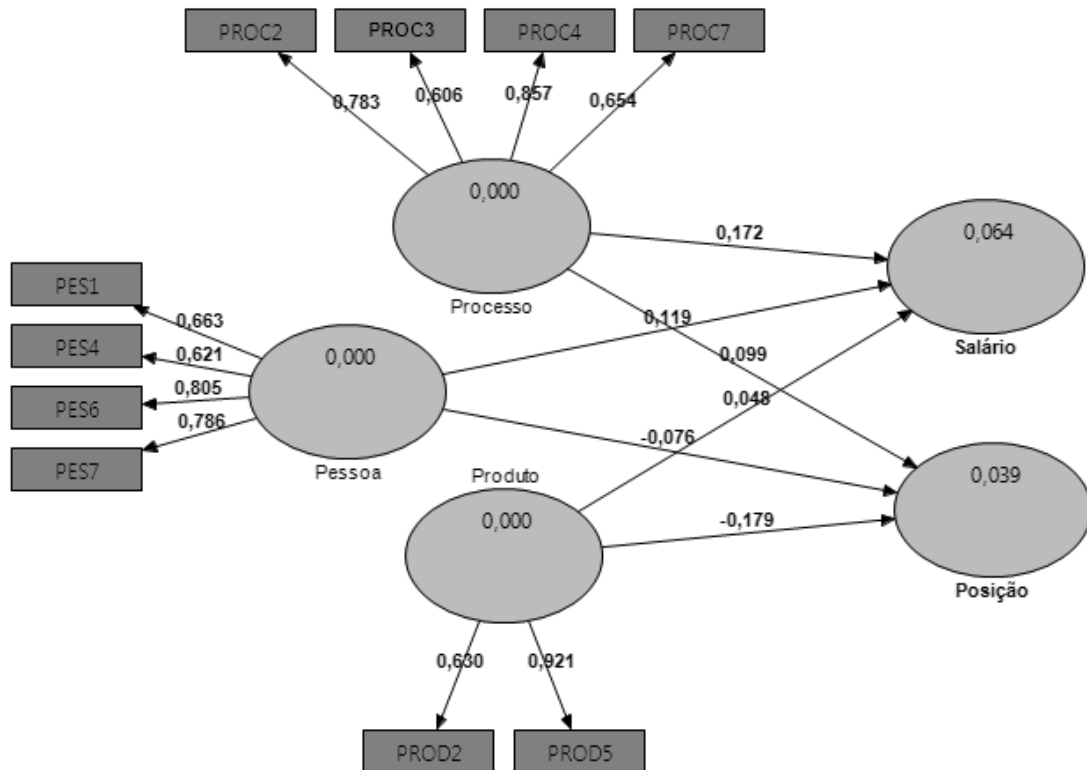 PROC2
PROC3
PROC4
PROC7
0,783
0,606
0,857
0,654
0,000
Processo
0,172
0,064
Salário
PES1
PES4
PES6
PES7
0,663
0,621
0,805
0,786
0,000
Pessoa
0,119
0,099
0,048
-0,076
Produto
0,000
-0,179
0,039
Posição
0,630
0,921
PROD2
PROD5